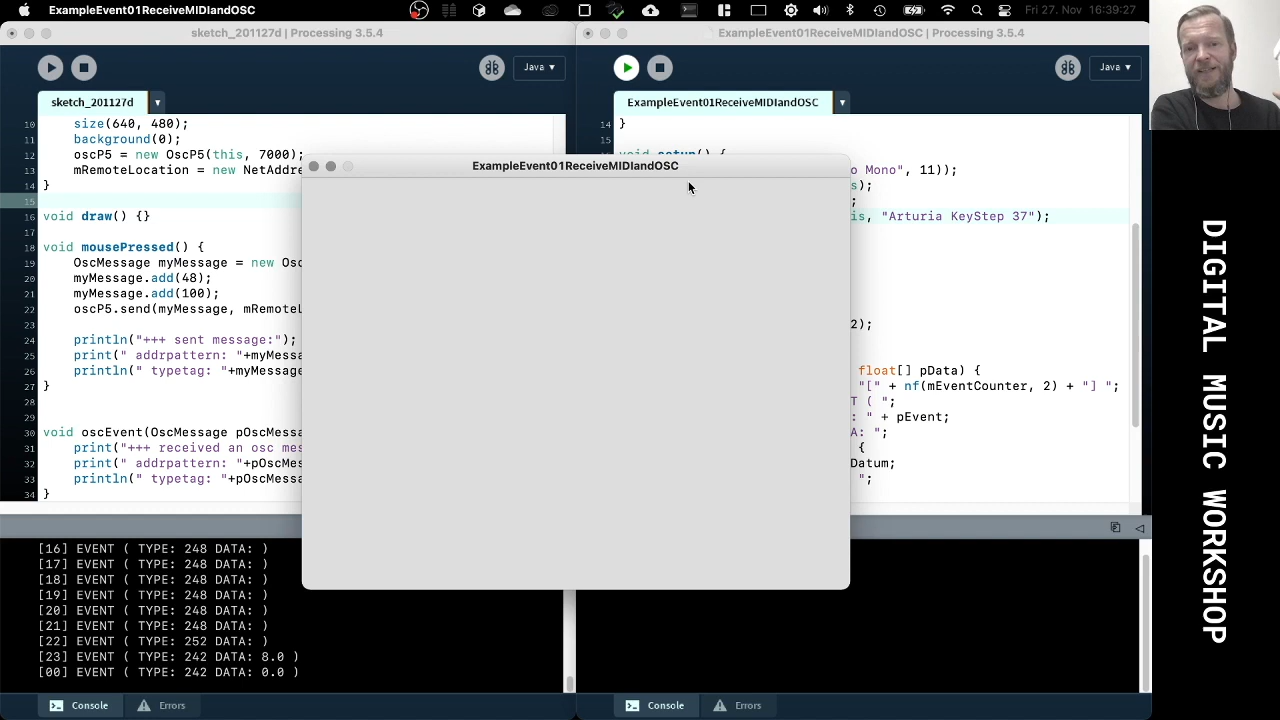 ExampleEvent01ReceiveMIDIandOSC
Fri 27. Nov 16:39:27
sketch_201127d | Processing 3.5.4
Java ▾
sketch_201127d
10 size(640, 480);
11 background(0);
12 oscP5 = new OscP5(this, 7000);
13 mRemoteLocation = new NetAddre
14 }
15
16 void draw() {}
17
18 void mousePressed() {
19 OscMessage myMessage = new Osc
20 myMessage.add(48);
21 myMessage.add(100);
22 oscP5.send(myMessage, mRemoteL
23
24 println("+++ sent message:");
25 print(" addrpattern: "+myMessa
26 println(" typetag: "+myMessage
27 }
28
29
30 void oscEvent(OscMessage pOscMessa
31 print("+++ received an osc mes
32 print(" addrpattern: "+pOscMes
33 println(" typetag: "+pOscMessa
34 }
[16] EVENT ( TYPE: 248 DATA: )
[17] EVENT ( TYPE: 248 DATA: )
[18] EVENT ( TYPE: 248 DATA: )
[19] EVENT ( TYPE: 248 DATA: )
[20] EVENT ( TYPE: 248 DATA: )
[21] EVENT ( TYPE: 248 DATA: )
[22] EVENT ( TYPE: 252 DATA: )
[23] EVENT ( TYPE: 242 DATA: 8.0 )
[00] EVENT ( TYPE: 242 DATA: 0.0 )
Console Errors
ExampleEvent01ReceiveMIDIandOSC
ExampleEvent01ReceiveMIDIandOSC | Processing 3.5.4
Java ▾
ExampleEvent01ReceiveMIDIandOSC
14 }
15
void setup() {
o Mono", 11));
s);
;
is, "Arturia KeyStep 37");
2);
float[] pData) {
"[" + nf(mEventCounter, 2) + "] ";
T ( ";
: " + pEvent;
A: ";
{
Datum;
";
Console Errors
DIGITAL MUSIC WORKSHOP